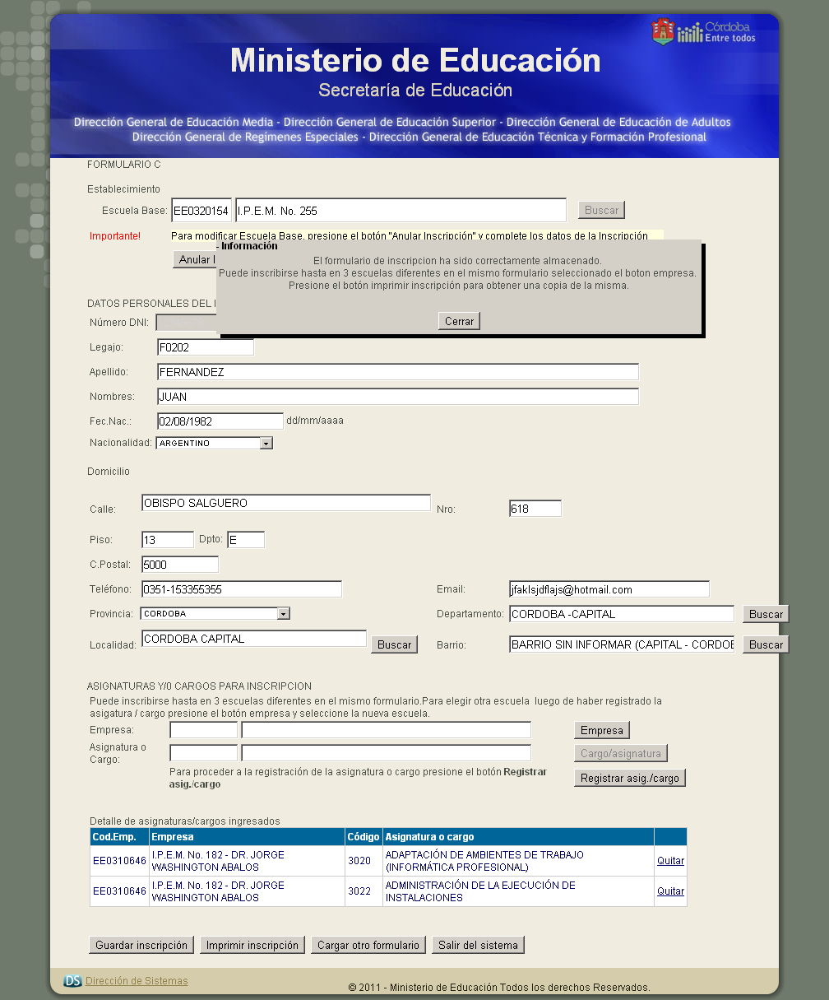 Córdoba
Entre todos
Ministerio de Educación
Secretaría de Educación
Dirección General de Educación Media - Dirección General de Educación Superior - Dirección General de Educación de Adultos
Dirección General de Regímenes Especiales - Dirección General de Educación Técnica y Formación Profesional
FORMULARIO C
Establecimiento
Escuela Base: EE0320154 I.P.E.M. No. 255 Buscar
Importante! Para modificar Escuela Base, presione el botón "Anular Inscripción" y complete los datos de la Inscripción
- Información
Anular I
El formulario de inscripcion ha sido correctamente almacenado.
Puede inscribirse hasta en 3 escuelas diferentes en el mismo formulario seleccionado el boton empresa.
Presione el botón imprimir inscripción para obtener una copia de la misma.
Cerrar
DATOS PERSONALES DEL I
Número DNI:
Legajo: F0202
Apellido: FERNANDEZ
Nombres: JUAN
Fec.Nac.: 02/08/1982 dd/mm/aaaa
Nacionalidad: ARGENTINO
Domicilio
Calle: OBISPO SALGUERO Nro: 618
Piso: 13 Dpto: E
C.Postal: 5000
Teléfono: 0351-153355355 Email: jfaklsjdflajs@hotmail.com
Provincia: CORDOBA Departamento: CORDOBA -CAPITAL Buscar
Localidad: CORDOBA CAPITAL Buscar Barrio: BARRIO SIN INFORMAR (CAPITAL - CORDOB Buscar
ASIGNATURAS Y/0 CARGOS PARA INSCRIPCION
Puede inscribirse hasta en 3 escuelas diferentes en el mismo formulario.Para elegir otra escuela luego de haber registrado la
asigatura / cargo presione el botón empresa y seleccione la nueva escuela.
Empresa: Empresa
Asignatura o
Cargo: Cargo/asignatura
Para proceder a la registración de la asignatura o cargo presione el botón Registrar
asig./cargo
Registrar asig./cargo
Detalle de asignaturas/cargos ingresados
Cod.Emp. Empresa Código Asignatura o cargo
EE0310646 I.P.E.M. No. 182 - DR. JORGE WASHINGTON ABALOS 3020 ADAPTACIÓN DE AMBIENTES DE TRABAJO (INFORMÁTICA PROFESIONAL) Quitar
EE0310646 I.P.E.M. No. 182 - DR. JORGE WASHINGTON ABALOS 3022 ADMINISTRACIÓN DE LA EJECUCIÓN DE INSTALACIONES Quitar
Guardar inscripción Imprimir inscripción Cargar otro formulario Salir del sistema
DS Dirección de Sistemas
© 2011 - Ministerio de Educación Todos los derechos Reservados.